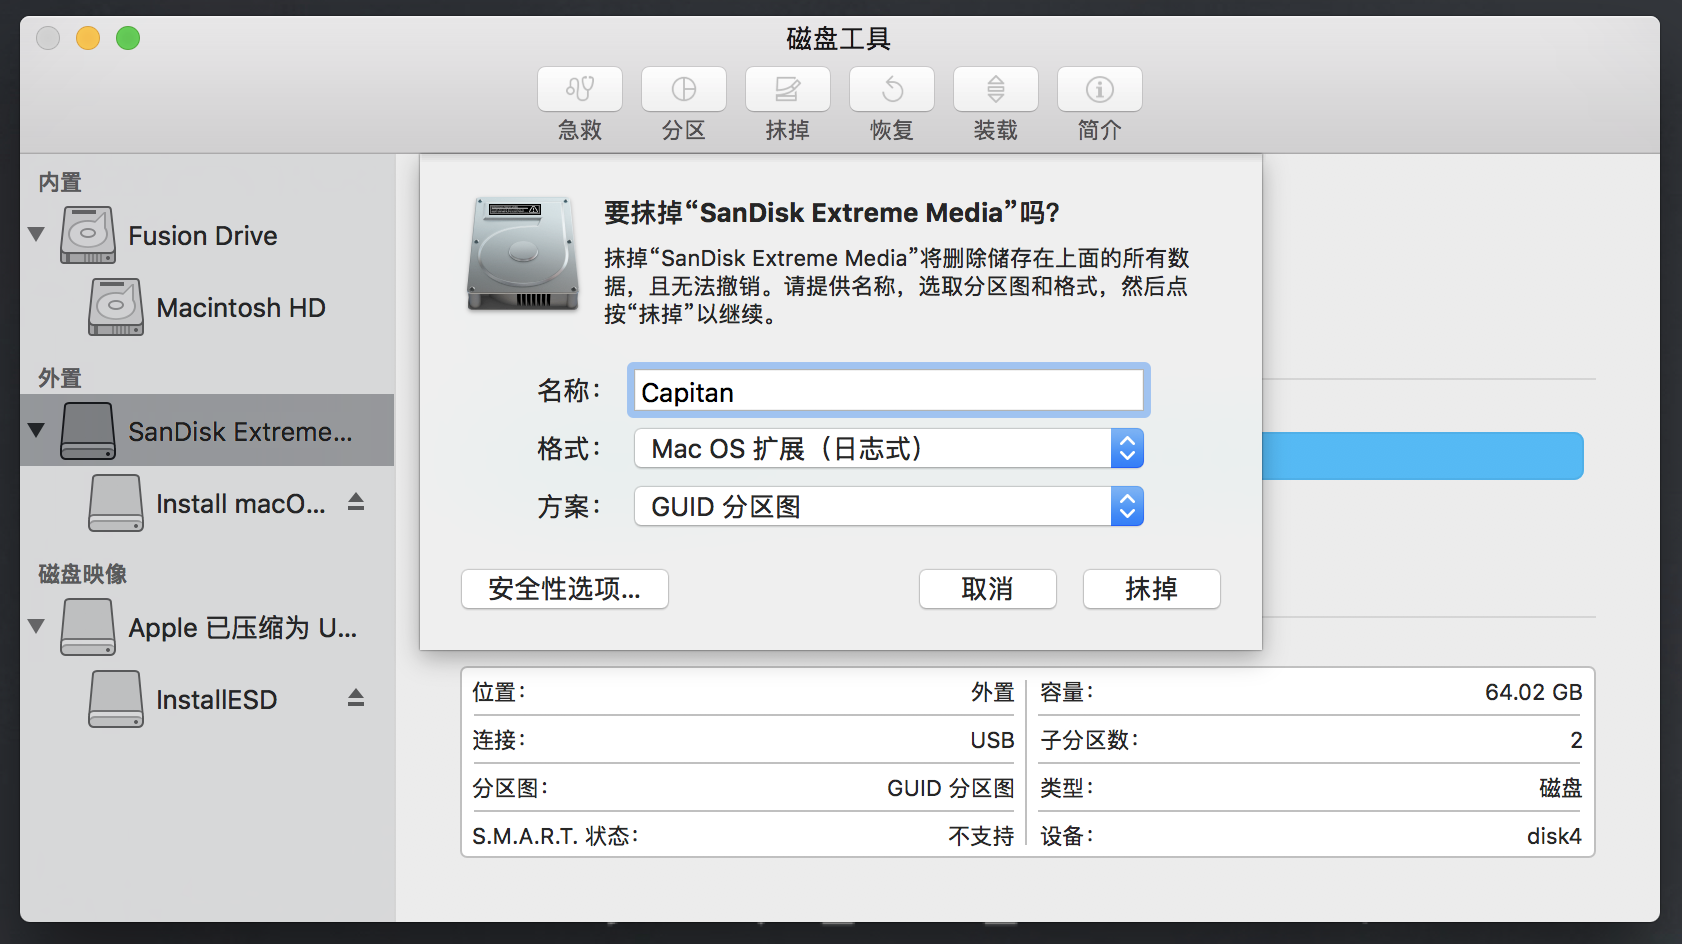 磁盘工具
急救 分区 抹掉 恢复 装载 简介
内置
Fusion Drive
Macintosh HD
外置
SanDisk Extreme...
Install macO...
磁盘映像
Apple 已压缩为 U...
InstallESD
要抹掉“SanDisk Extreme Media”吗？
抹掉“SanDisk Extreme Media”将删除储存在上面的所有数
据，且无法撤销。请提供名称，选取分区图和格式，然后点
按“抹掉”以继续。
名称： Capitan
格式： Mac OS 扩展（日志式）
方案： GUID 分区图
安全性选项... 取消 抹掉
位置： 外置 容量： 64.02 GB
连接： USB 子分区数： 2
分区图： GUID 分区图 类型： 磁盘
S.M.A.R.T. 状态： 不支持 设备： disk4